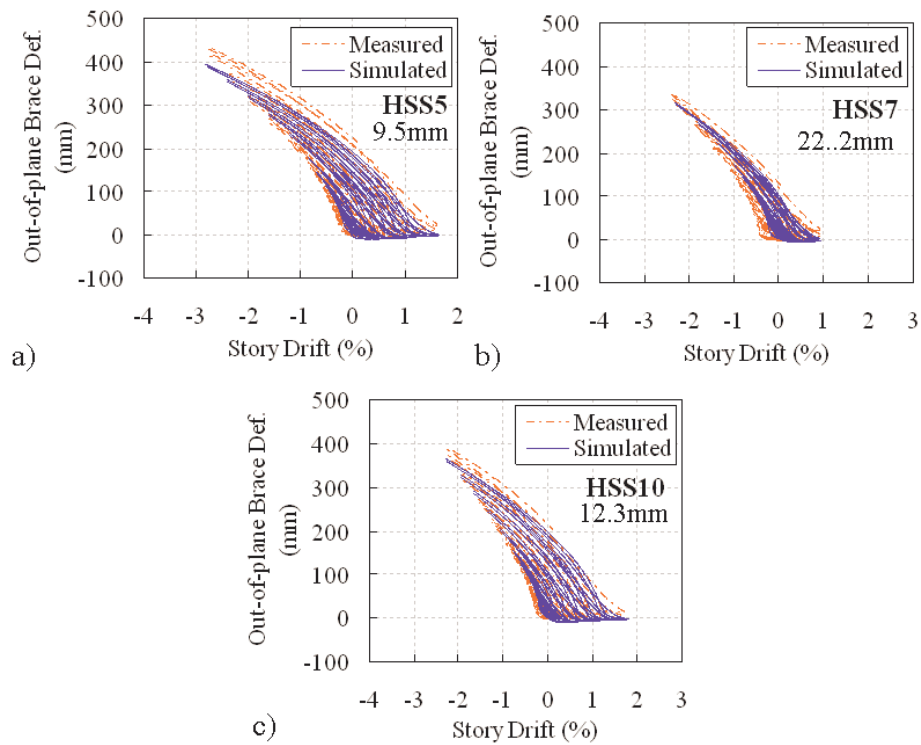 500
400
300
200
100
0
-100
Out-of-plane Brace Def.
(mm)
Measured
Simulated
HSS5
9.5mm
-4 -3 -2 -1 0 1 2
Story Drift (%)
a)
500
400
300
200
100
0
-100
Out-of-plane Brace Def.
(mm)
Measured
Simulated
HSS7
22..2mm
-4 -3 -2 -1 0 1 2 3
Story Drift (%)
b)
500
400
300
200
100
0
-100
Out-of-plane Brace Def.
(mm)
Measured
Simulated
HSS10
12.3mm
-4 -3 -2 -1 0 1 2 3
Story Drift (%)
c)